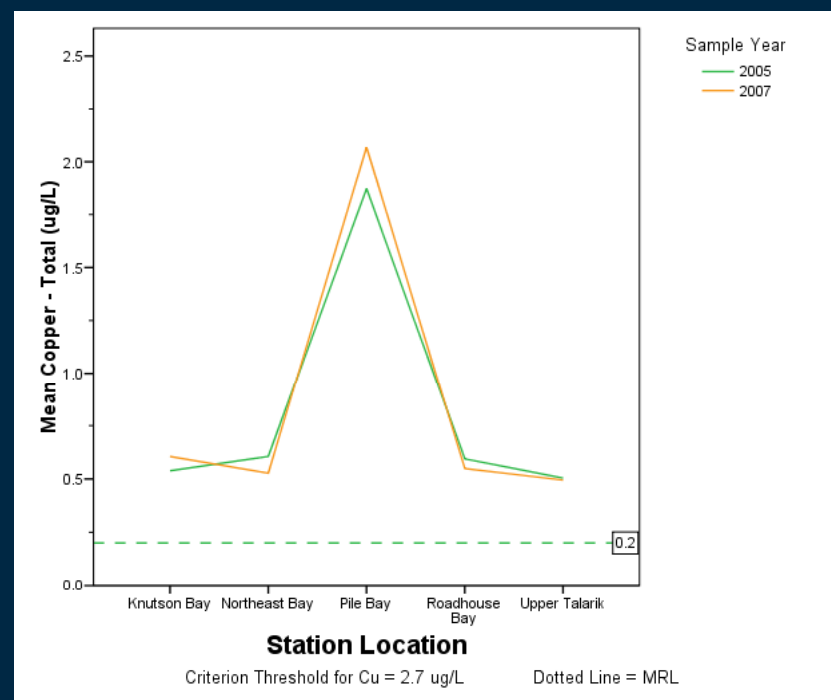 Sample Year
2005
2007
Mean Copper - Total (ug/L)
2.5
2.0
1.5
1.0
0.5
0.0
0.2
Knutson Bay
Northeast Bay
Pile Bay
Roadhouse
Bay
Upper Talarik
Station Location
Criterion Threshold for Cu = 2.7 ug/L
Dotted Line = MRL